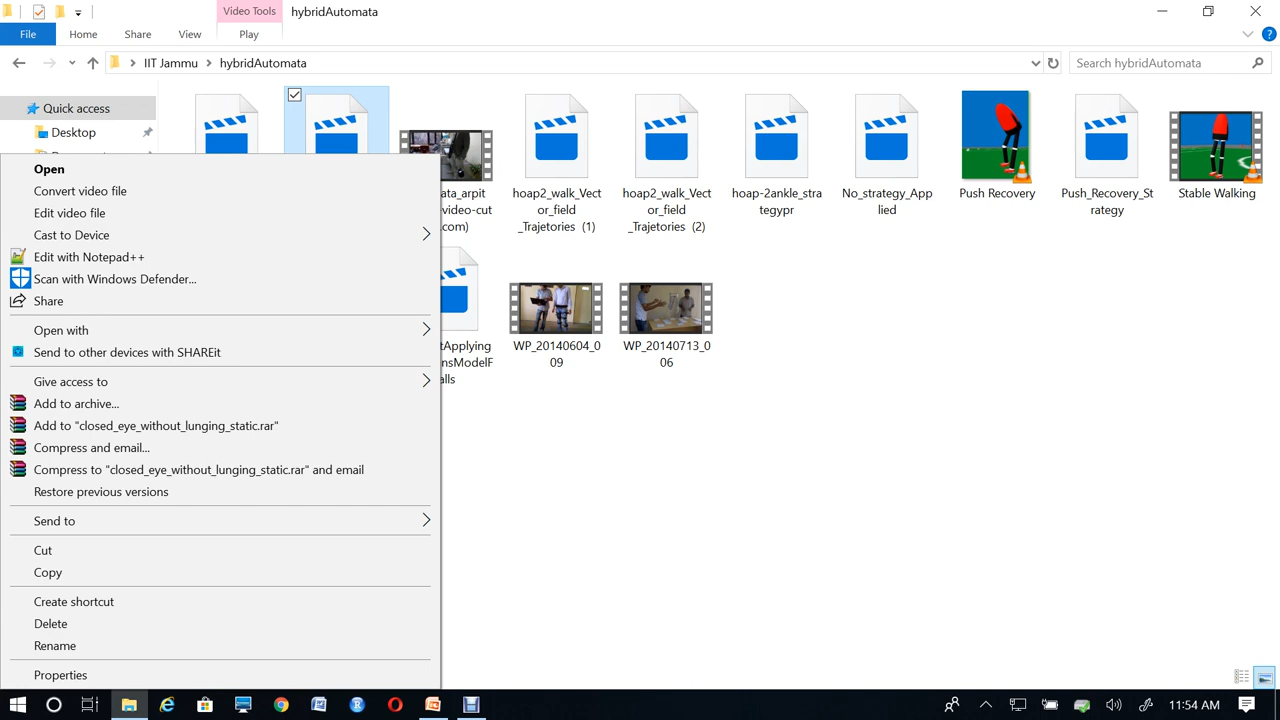 Video Tools
hybridAutomata
File
Home
Share
View
Play
IIT Jammu
hybridAutomata
Search hybridAutomata
Quick access
Desktop
ata_arpit
video-cut
com)
hoap2_walk_Vect
or_field
_Trajetories (1)
hoap2_walk_Vect
or_field
_Trajetories (2)
hoap-2ankle_stra
tegypr
No_strategy_App
lied
Push Recovery
Push_Recovery_St
rategy
Stable Walking
tApplying
nsModelF
alls
WP_20140604_0
09
WP_20140713_0
06
Open
Convert video file
Edit video file
Cast to Device
Edit with Notepad++
Scan with Windows Defender...
Share
Open with
Send to other devices with SHAREit
Give access to
Add to archive...
Add to "closed_eye_without_lunging_static.rar"
Compress and email...
Compress to "closed_eye_without_lunging_static.rar" and email
Restore previous versions
Send to
Cut
Copy
Create shortcut
Delete
Rename
Properties
11:54 AM